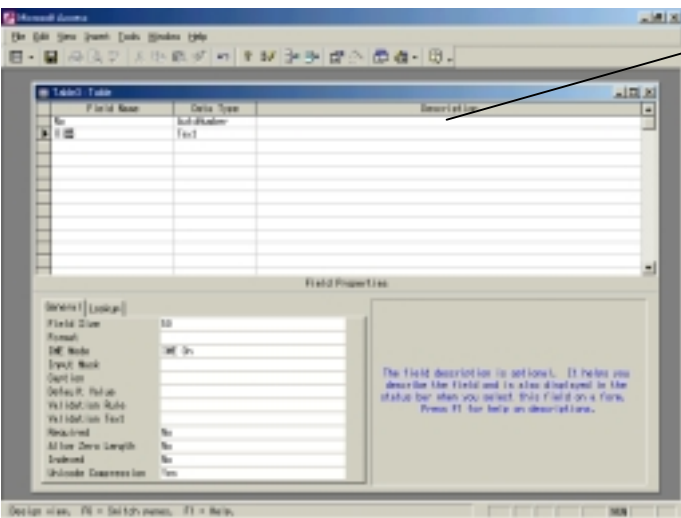 Microsoft Access
File Edit View Insert Tools Window Help
Table1 : Table
Field Name Data Type Description
No AutoNumber
Text
Field Properties
General Lookup
Field Size 50
Format
IME Mode IME On
Input Mask
Caption
Default Value
Validation Rule
Validation Text
Required No
Allow Zero Length No
Indexed No
Unicode Compression Yes
The field description is optional. It helps you
describe the field and is also displayed in the
status bar when you select this field on a form.
Press F1 for help on descriptions.
Design view. F6 = Switch panes. F1 = Help.
NUM